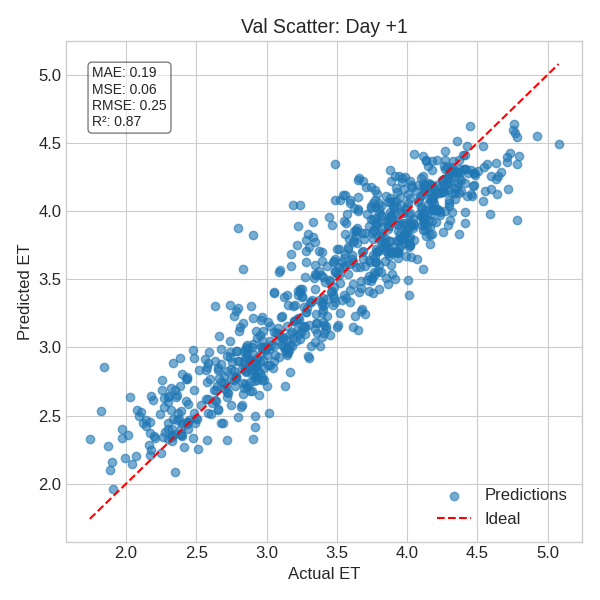 Val Scatter: Day +1
MAE: 0.19
MSE: 0.06
RMSE: 0.25
R²: 0.87
5.0
4.5
4.0
3.5
3.0
2.5
2.0
Predicted ET
Predictions
Ideal
2.0 2.5 3.0 3.5 4.0 4.5 5.0
Actual ET